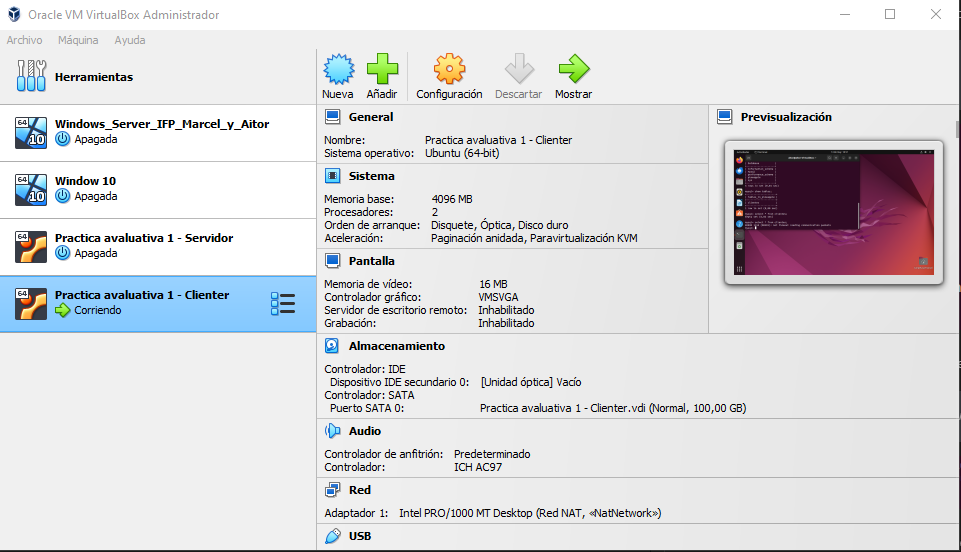 Oracle VM VirtualBox Administrador
Archivo Máquina Ayuda
Herramientas
Nueva Añadir Configuración Descartar Mostrar
64 10 Windows_Server_IFP_Marcel_y_Aitor
Apagada
64 10 Window 10
Apagada
64 Practica avaluativa 1 - Servidor
Apagada
64 Practica avaluativa 1 - Clienter
Corriendo
General
Nombre: Practica avaluativa 1 - Clienter
Sistema operativo: Ubuntu (64-bit)
Sistema
Memoria base: 4096 MB
Procesadores: 2
Orden de arranque: Disquete, Óptica, Disco duro
Aceleración: Paginación anidada, Paravirtualización KVM
Pantalla
Memoria de vídeo: 16 MB
Controlador gráfico: VMSVGA
Servidor de escritorio remoto: Inhabilitado
Grabación: Inhabilitado
Previsualización
Almacenamiento
Controlador: IDE
Dispositivo IDE secundario 0: [Unidad óptica] Vacío
Controlador: SATA
Puerto SATA 0: Practica avaluativa 1 - Clienter.vdi (Normal, 100,00 GB)
Audio
Controlador de anfitrión: Predeterminado
Controlador: ICH AC97
Red
Adaptador 1: Intel PRO/1000 MT Desktop (Red NAT, «NatNetwork»)
USB